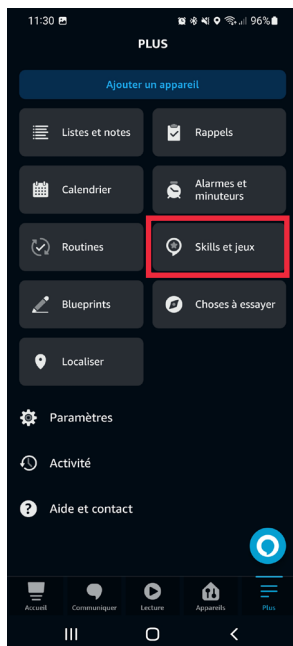 11:30
96%
PLUS
Ajouter un appareil
Listes et notes
Rappels
Calendrier
Alarmes et
minuteurs
Routines
Skills et jeux
Blueprints
Choses à essayer
Localiser
Paramètres
Activité
Aide et contact
Accueil
Communiquer
Lecture
Appareils
Plus